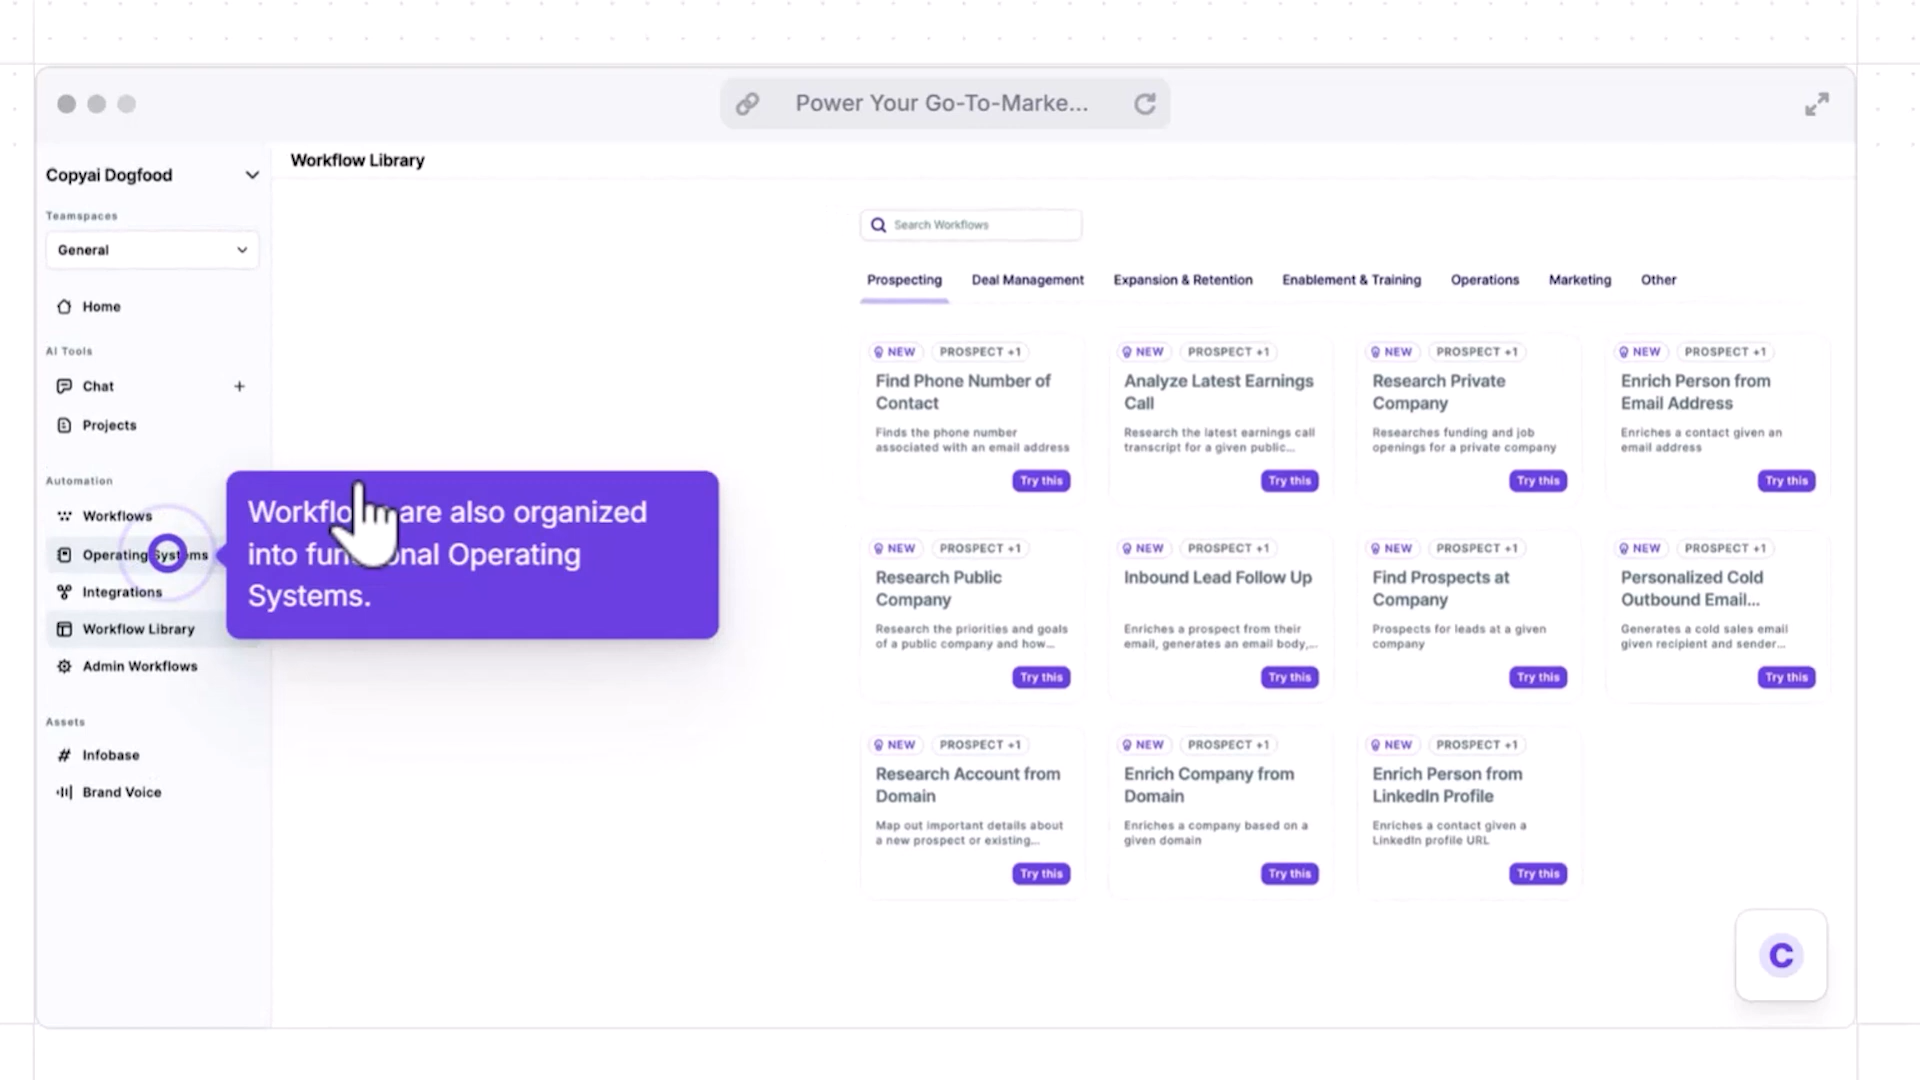 Power Your Go-To-Marke...
Copyai Dogfood
Teamspaces
General
Home
AI Tools
Chat
Projects
Automation
Workflows
Operating Systems
Integrations
Workflow Library
Admin Workflows
Assets
Infobase
Brand Voice
are also organized
into functional Operating
Systems.
Workflow Library
Search Workflows
Prospecting Deal Management Expansion & Retention Enablement & Training Operations Marketing Other
NEW PROSPECT +1
Find Phone Number of
Contact
Finds the phone number
associated with an email address
Try this
NEW PROSPECT +1
Analyze Latest Earnings
Call
Research the latest earnings call
transcript for a given public...
Try this
NEW PROSPECT +1
Research Private
Company
Researches funding and job
openings for a private company
Try this
NEW PROSPECT +1
Enrich Person from
Email Address
Enriches a contact given an
email address
Try this
NEW PROSPECT +1
Research Public
Company
Research the priorities and goals
of a public company and how...
Try this
NEW PROSPECT +1
Inbound Lead Follow Up
Enriches a prospect from their
email, generates an email body,...
Try this
NEW PROSPECT +1
Find Prospects at
Company
Prospects for leads at a given
company
Try this
NEW PROSPECT +1
Personalized Cold
Outbound Email...
Generates a cold sales email
given recipient and sender...
Try this
NEW PROSPECT +1
Research Account from
Domain
Map out important details about
a new prospect or existing...
Try this
NEW PROSPECT +1
Enrich Company from
Domain
Enriches a company based on a
given domain
Try this
NEW PROSPECT +1
Enrich Person from
LinkedIn Profile
Enriches a contact given a
LinkedIn profile URL
Try this
C